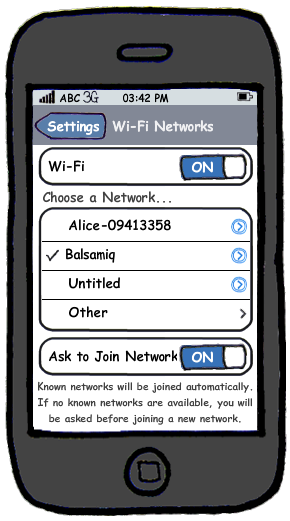 ABC 3G 03:42 PM
Settings Wi-Fi Networks
Wi-Fi ON
Choose a Network...
Alice-09413358
Balsamiq
Untitled
Other
Ask to Join Network ON
Known networks will be joined automatically.
If no known networks are available, you will
be asked before joining a new network.